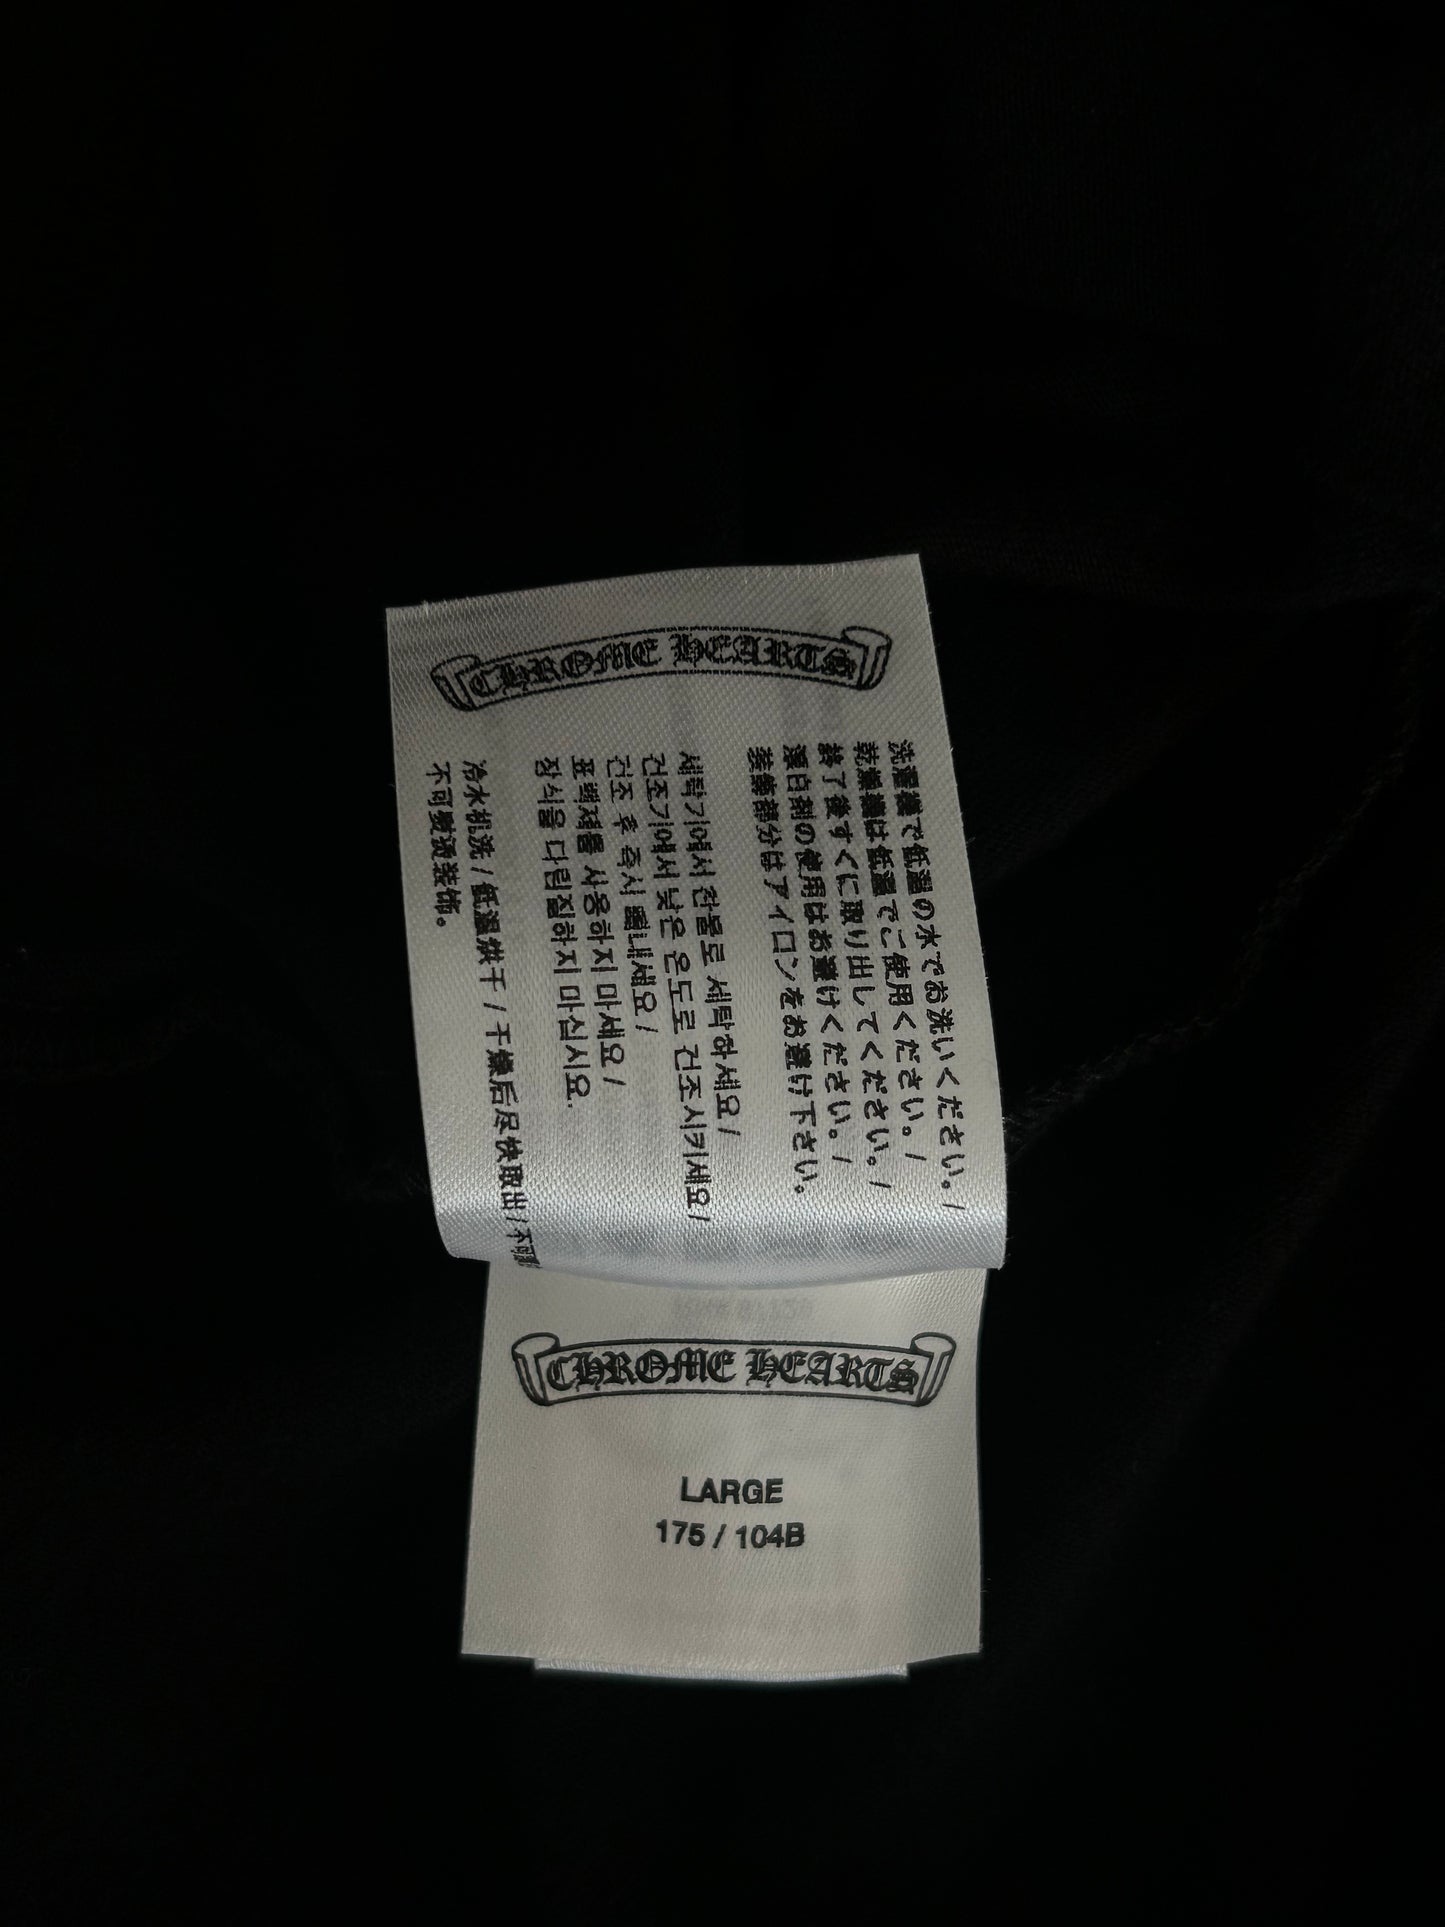 CHROME HEARTS
洗濯機で低温の水でお洗いください。/
乾燥機は低温でご使用ください。/
終了後すぐに取り出してください。/
漂白剤の使用はお避けください。/
装飾部分はアイロンをお避け下さい。
세탁기에서 찬물로 세탁하세요 /
건조기에서 낮은 온도로 건조시키세요 /
건조 후 즉시 빼내세요 /
표백제를 사용하지 마세요 /
장식을 다림질하지 마십시요.
冷水机洗 / 低温烘干 / 干燥后尽快取出 / 不可漂
不可熨烫装饰。
CHROME HEARTS
LARGE
175 / 104B